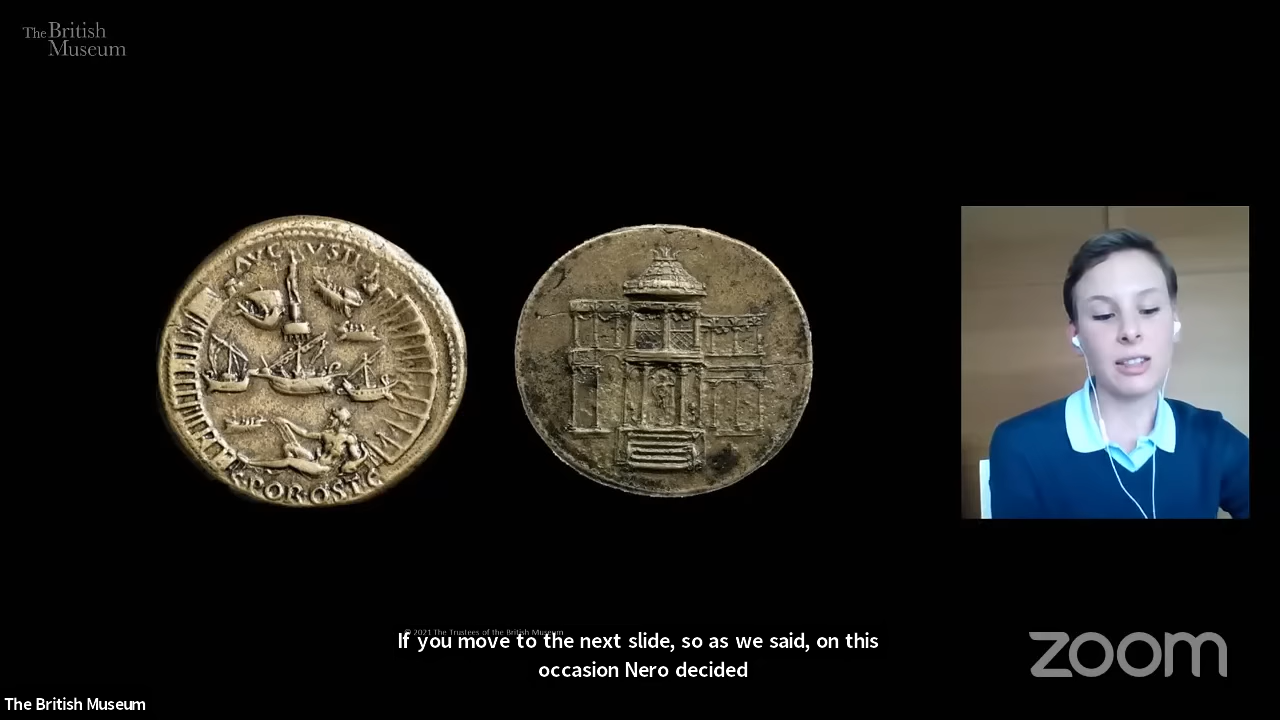 The British
Museum
AVGVSTI
POROST
© 2021 The Trustees of the British Museum
If you move to the next slide, so as we said, on this
occasion Nero decided
zoom
The British Museum